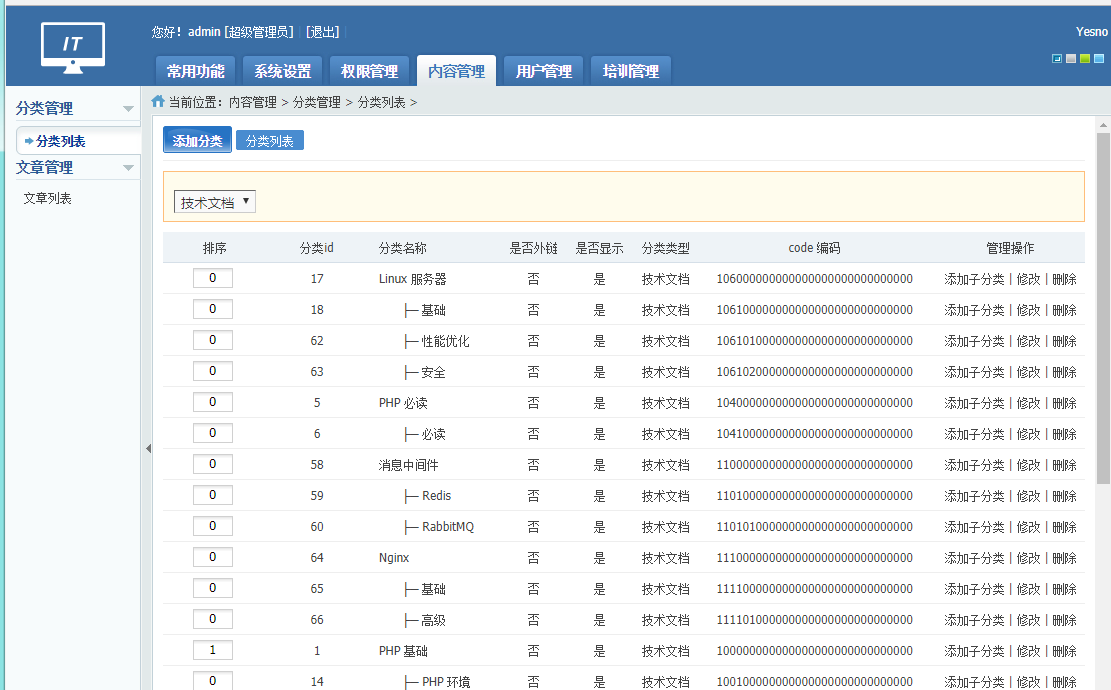 IT
您好！admin [超级管理员] | [退出] |
Yesno
常用功能 系统设置 权限管理 内容管理 用户管理 培训管理
当前位置：内容管理 > 分类管理 > 分类列表 >
分类管理
分类列表
文章管理
文章列表
添加分类 分类列表
技术文档
排序 分类id 分类名称 是否外链 是否显示 分类类型 code 编码 管理操作
0 17 Linux 服务器 否 是 技术文档 106000000000000000000000000000 添加子分类 | 修改 | 删除
0 18 ├─ 基础 否 是 技术文档 106100000000000000000000000000 添加子分类 | 修改 | 删除
0 62 ├─ 性能优化 否 是 技术文档 106101000000000000000000000000 添加子分类 | 修改 | 删除
0 63 ├─ 安全 否 是 技术文档 106102000000000000000000000000 添加子分类 | 修改 | 删除
0 5 PHP 必读 否 是 技术文档 104000000000000000000000000000 添加子分类 | 修改 | 删除
0 6 ├─ 必读 否 是 技术文档 104100000000000000000000000000 添加子分类 | 修改 | 删除
0 58 消息中间件 否 是 技术文档 110000000000000000000000000000 添加子分类 | 修改 | 删除
0 59 ├─ Redis 否 是 技术文档 110100000000000000000000000000 添加子分类 | 修改 | 删除
0 60 ├─ RabbitMQ 否 是 技术文档 110101000000000000000000000000 添加子分类 | 修改 | 删除
0 64 Nginx 否 是 技术文档 111000000000000000000000000000 添加子分类 | 修改 | 删除
0 65 ├─ 基础 否 是 技术文档 111100000000000000000000000000 添加子分类 | 修改 | 删除
0 66 ├─ 高级 否 是 技术文档 111101000000000000000000000000 添加子分类 | 修改 | 删除
1 1 PHP 基础 否 是 技术文档 100000000000000000000000000000 添加子分类 | 修改 | 删除
0 14 ├─ PHP 环境 否 是 技术文档 100100000000000000000000000000 添加子分类 | 修改 | 删除